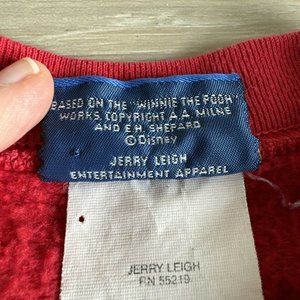 BASED ON THE "WINNIE THE POOH"
WORKS, COPYRIGHT A.A. MILNE
AND E.H. SHEPARD
©Disney
JERRY LEIGH
ENTERTAINMENT APPAREL
JERRY LEIGH
RN 55219